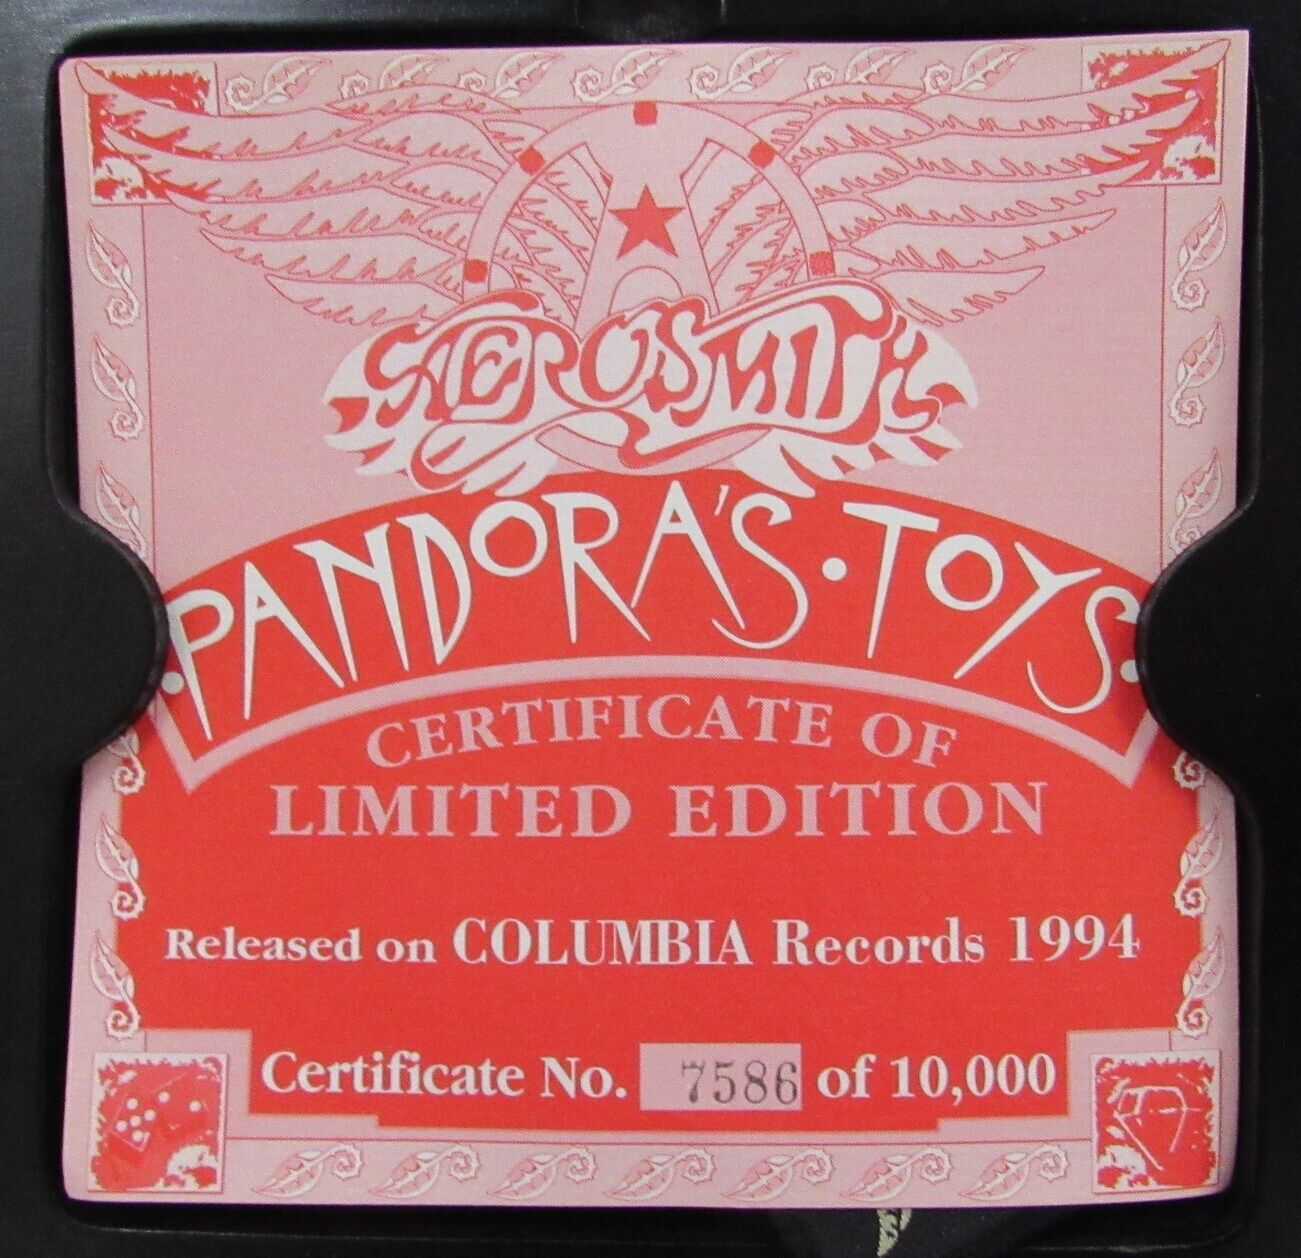 AEROSMITH
·PANDORA'S·TOYS·
CERTIFICATE OF
LIMITED EDITION
Released on COLUMBIA Records 1994
Certificate No. 7586 of 10,000